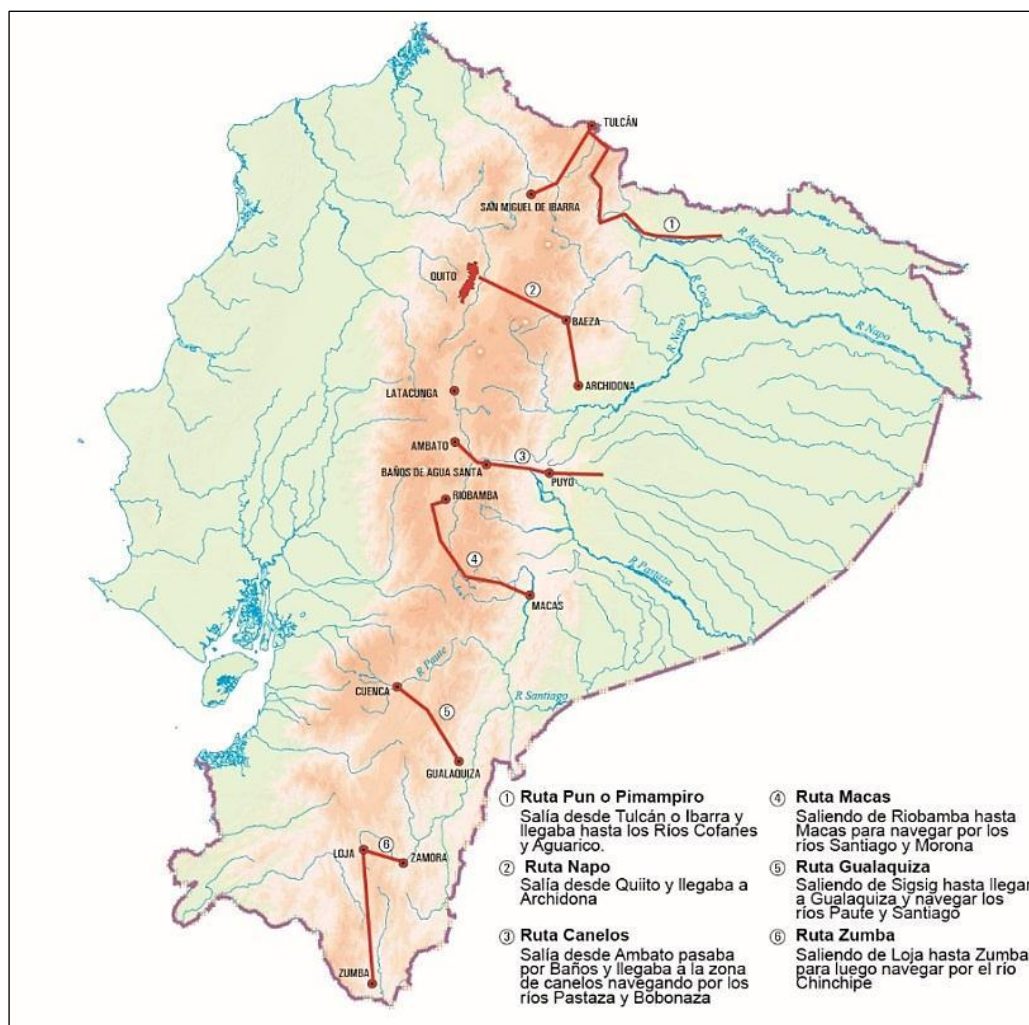 TULCÁN
SAN MIGUEL DE IBARRA
①
R Aguarico
QUITO
②
R Coca
BAEZA
R Napo
R Napo
ARCHIDONA
LATACUNGA
AMBATO
③
BAÑOS DE AGUA SANTA
PUYO
RIOBAMBA
④
R Pastaza
MACAS
R Paute
CUENCA
R Santiago
⑤
GUALAQUIZA
⑥
LOJA
ZAMORA
ZUMBA
① Ruta Pun o Pimampiro
Salía desde Tulcán o Ibarra y
llegaba hasta los Ríos Cofanes
y Aguarico.
② Ruta Napo
Salía desde Quiito y llegaba a
Archidona
③ Ruta Canelos
Salía desde Ambato pasaba
por Baños y llegaba a la zona
de canelos navegando por los
ríos Pastaza y Bobonaza
④ Ruta Macas
Saliendo de Riobamba hasta
Macas para navegar por los
ríos Santiago y Morona
⑤ Ruta Gualaquiza
Saliendo de Sigsig hasta llegar
a Gualaquiza y navegar los
ríos Paute y Santiago
⑥ Ruta Zumba
Saliendo de Loja hasta Zumba
para luego navegar por el río
Chinchipe